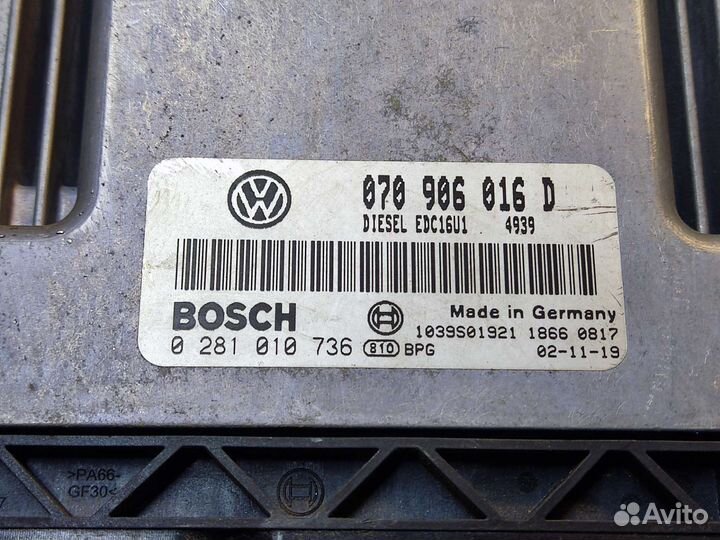 070 906 016 D
DIESEL EDC16U1 4939
BOSCH
Made in Germany
1039S01921 1866 0817
0 281 010 736 810 BPG 02-11-19
>PA66-
GF30<
7
Avito